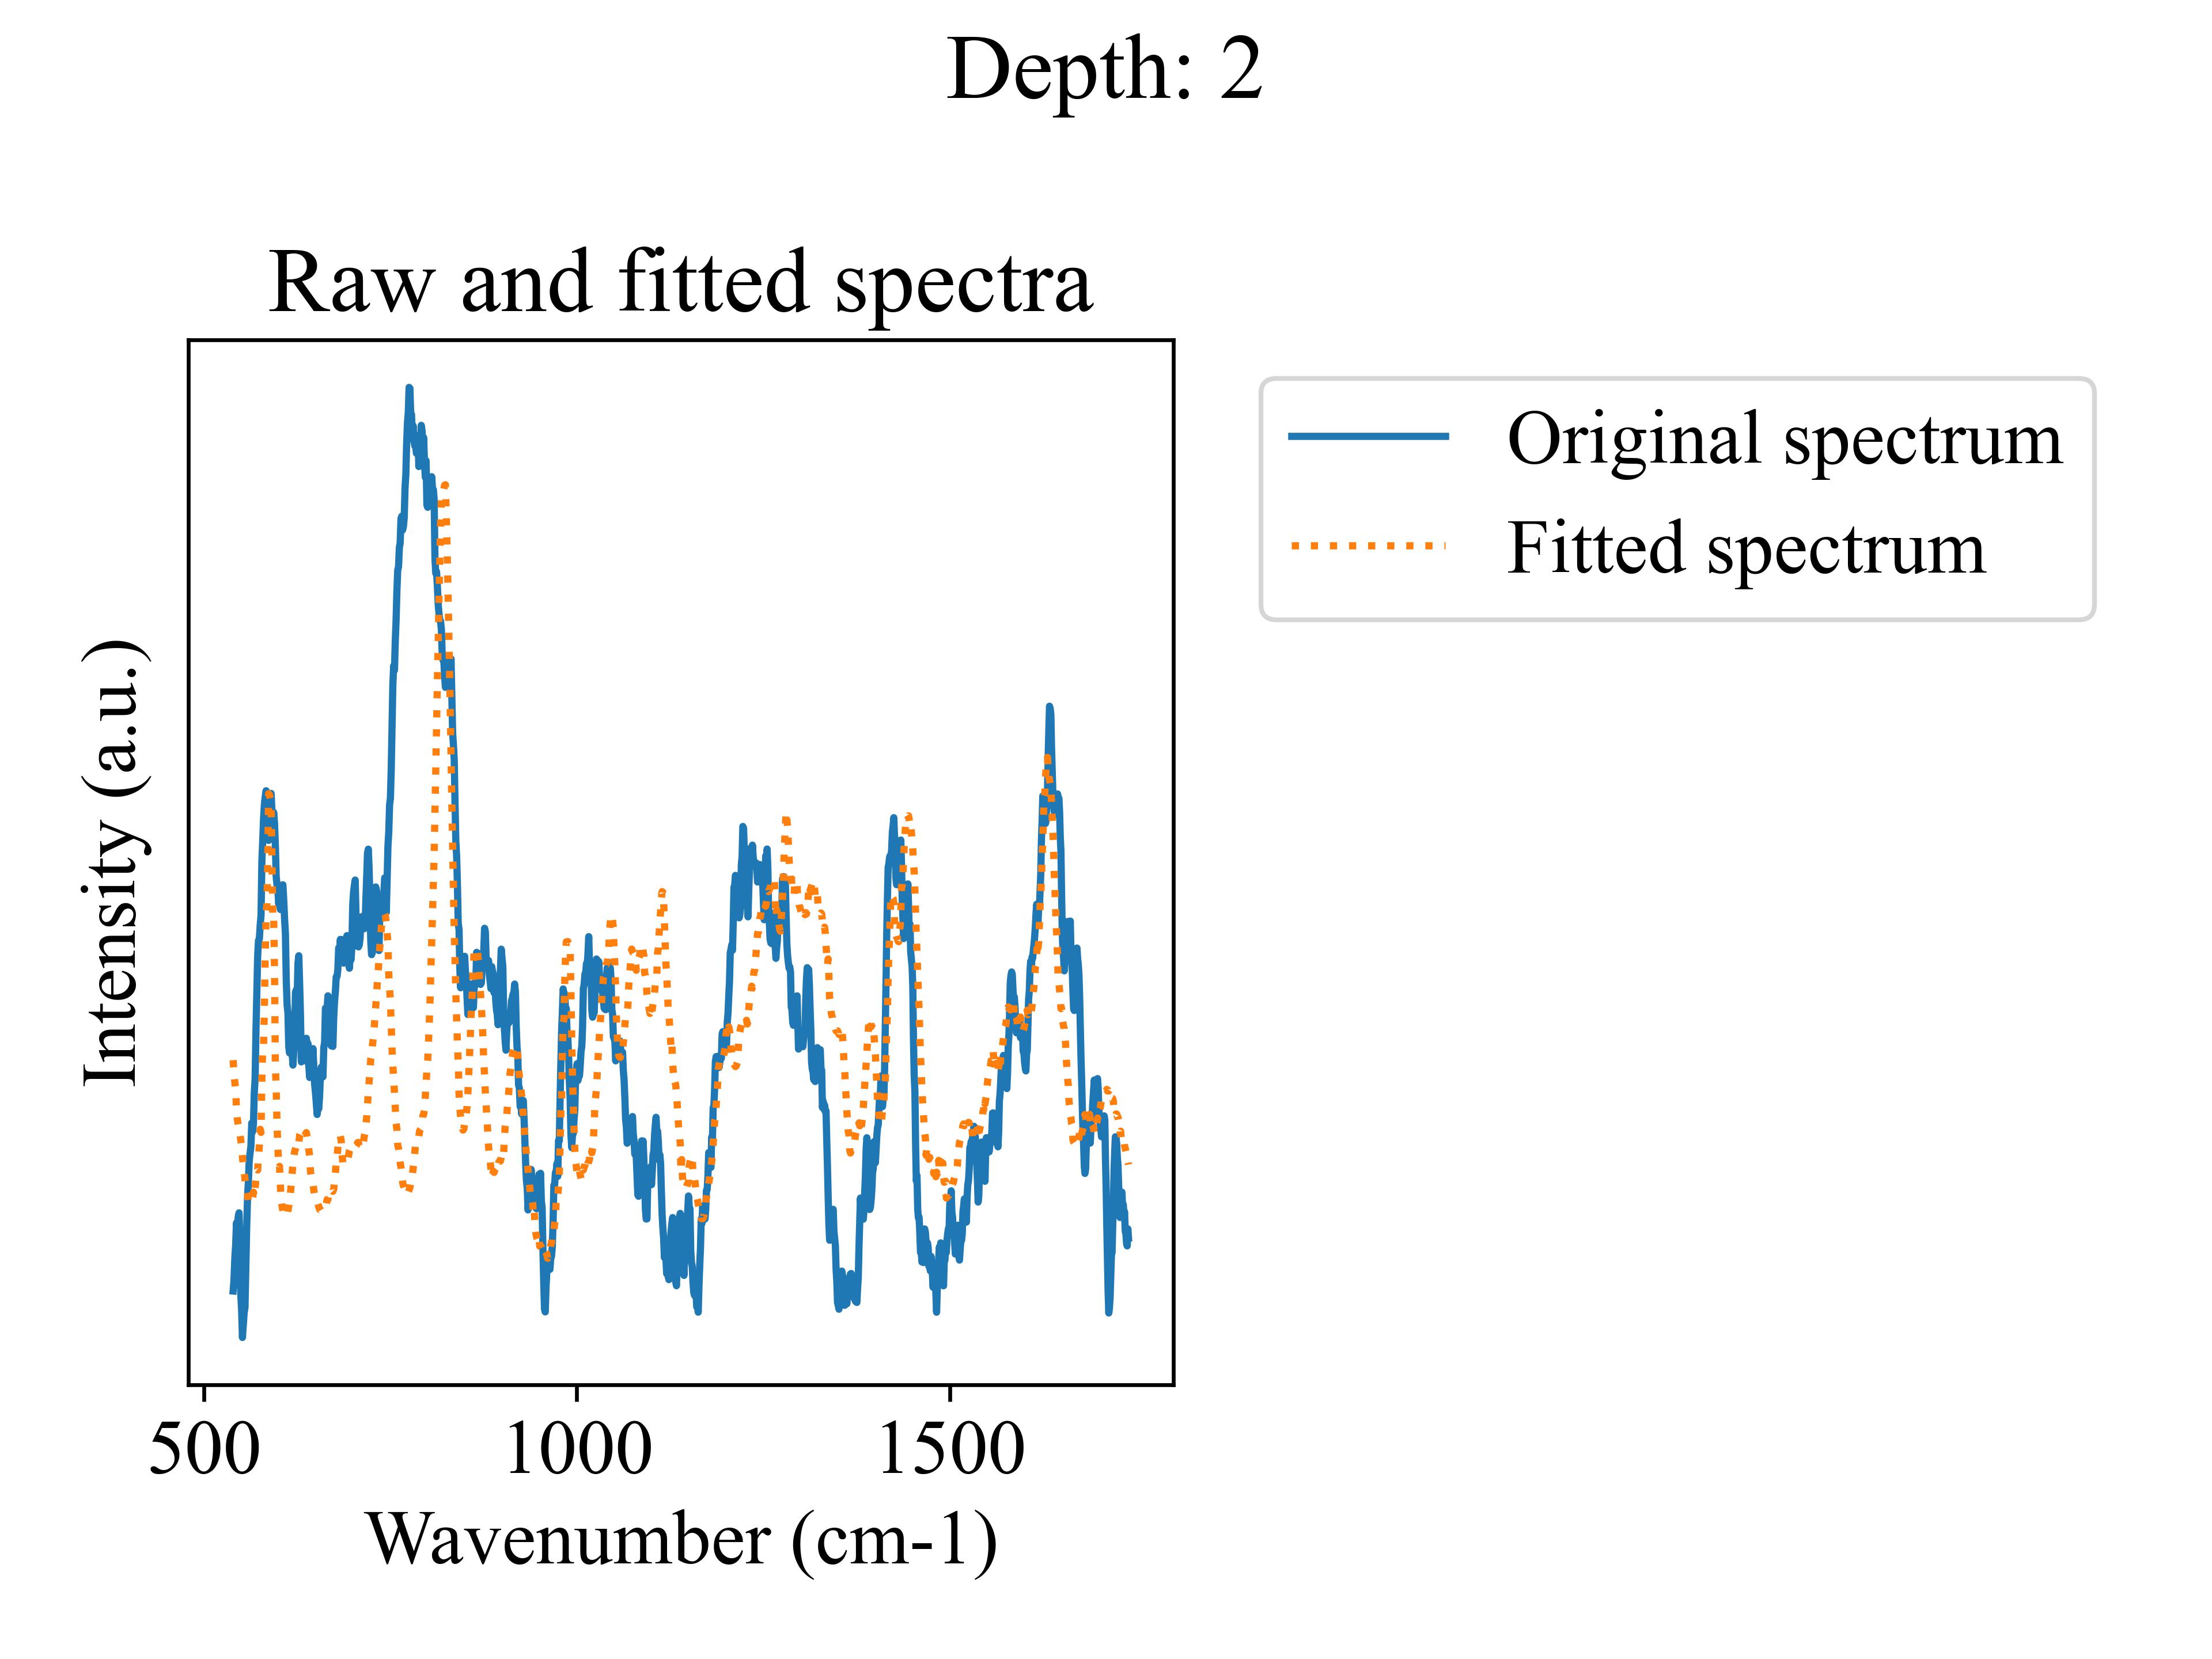 Depth: 2
Raw and fitted spectra
Original spectrum
Fitted spectrum
Intensity (a.u.)
500 1000 1500
Wavenumber (cm-1)